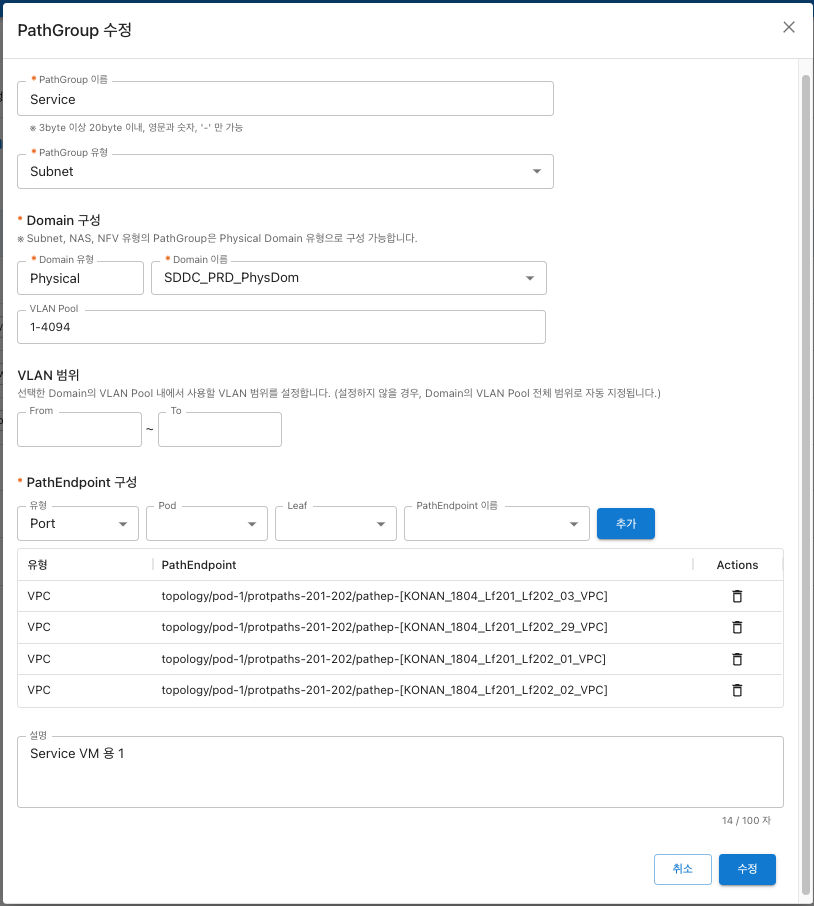 PathGroup 수정
* PathGroup 이름
Service
※ 3byte 이상 20byte 이내, 영문과 숫자, '-' 만 가능
* PathGroup 유형
Subnet
* Domain 구성
※ Subnet, NAS, NFV 유형의 PathGroup은 Physical Domain 유형으로 구성 가능합니다.
* Domain 유형 * Domain 이름
Physical SDDC_PRD_PhysDom
VLAN Pool
1-4094
VLAN 범위
선택한 Domain의 VLAN Pool 내에서 사용할 VLAN 범위를 설정합니다. (설정하지 않을 경우, Domain의 VLAN Pool 전체 범위로 자동 지정됩니다.)
From To
~
* PathEndpoint 구성
유형 Pod Leaf PathEndpoint 이름
Port 추가
유형 PathEndpoint Actions
VPC topology/pod-1/protpaths-201-202/pathep-[KONAN_1804_Lf201_Lf202_03_VPC]
VPC topology/pod-1/protpaths-201-202/pathep-[KONAN_1804_Lf201_Lf202_29_VPC]
VPC topology/pod-1/protpaths-201-202/pathep-[KONAN_1804_Lf201_Lf202_01_VPC]
VPC topology/pod-1/protpaths-201-202/pathep-[KONAN_1804_Lf201_Lf202_02_VPC]
설명
Service VM 용 1
14 / 100 자
취소 수정